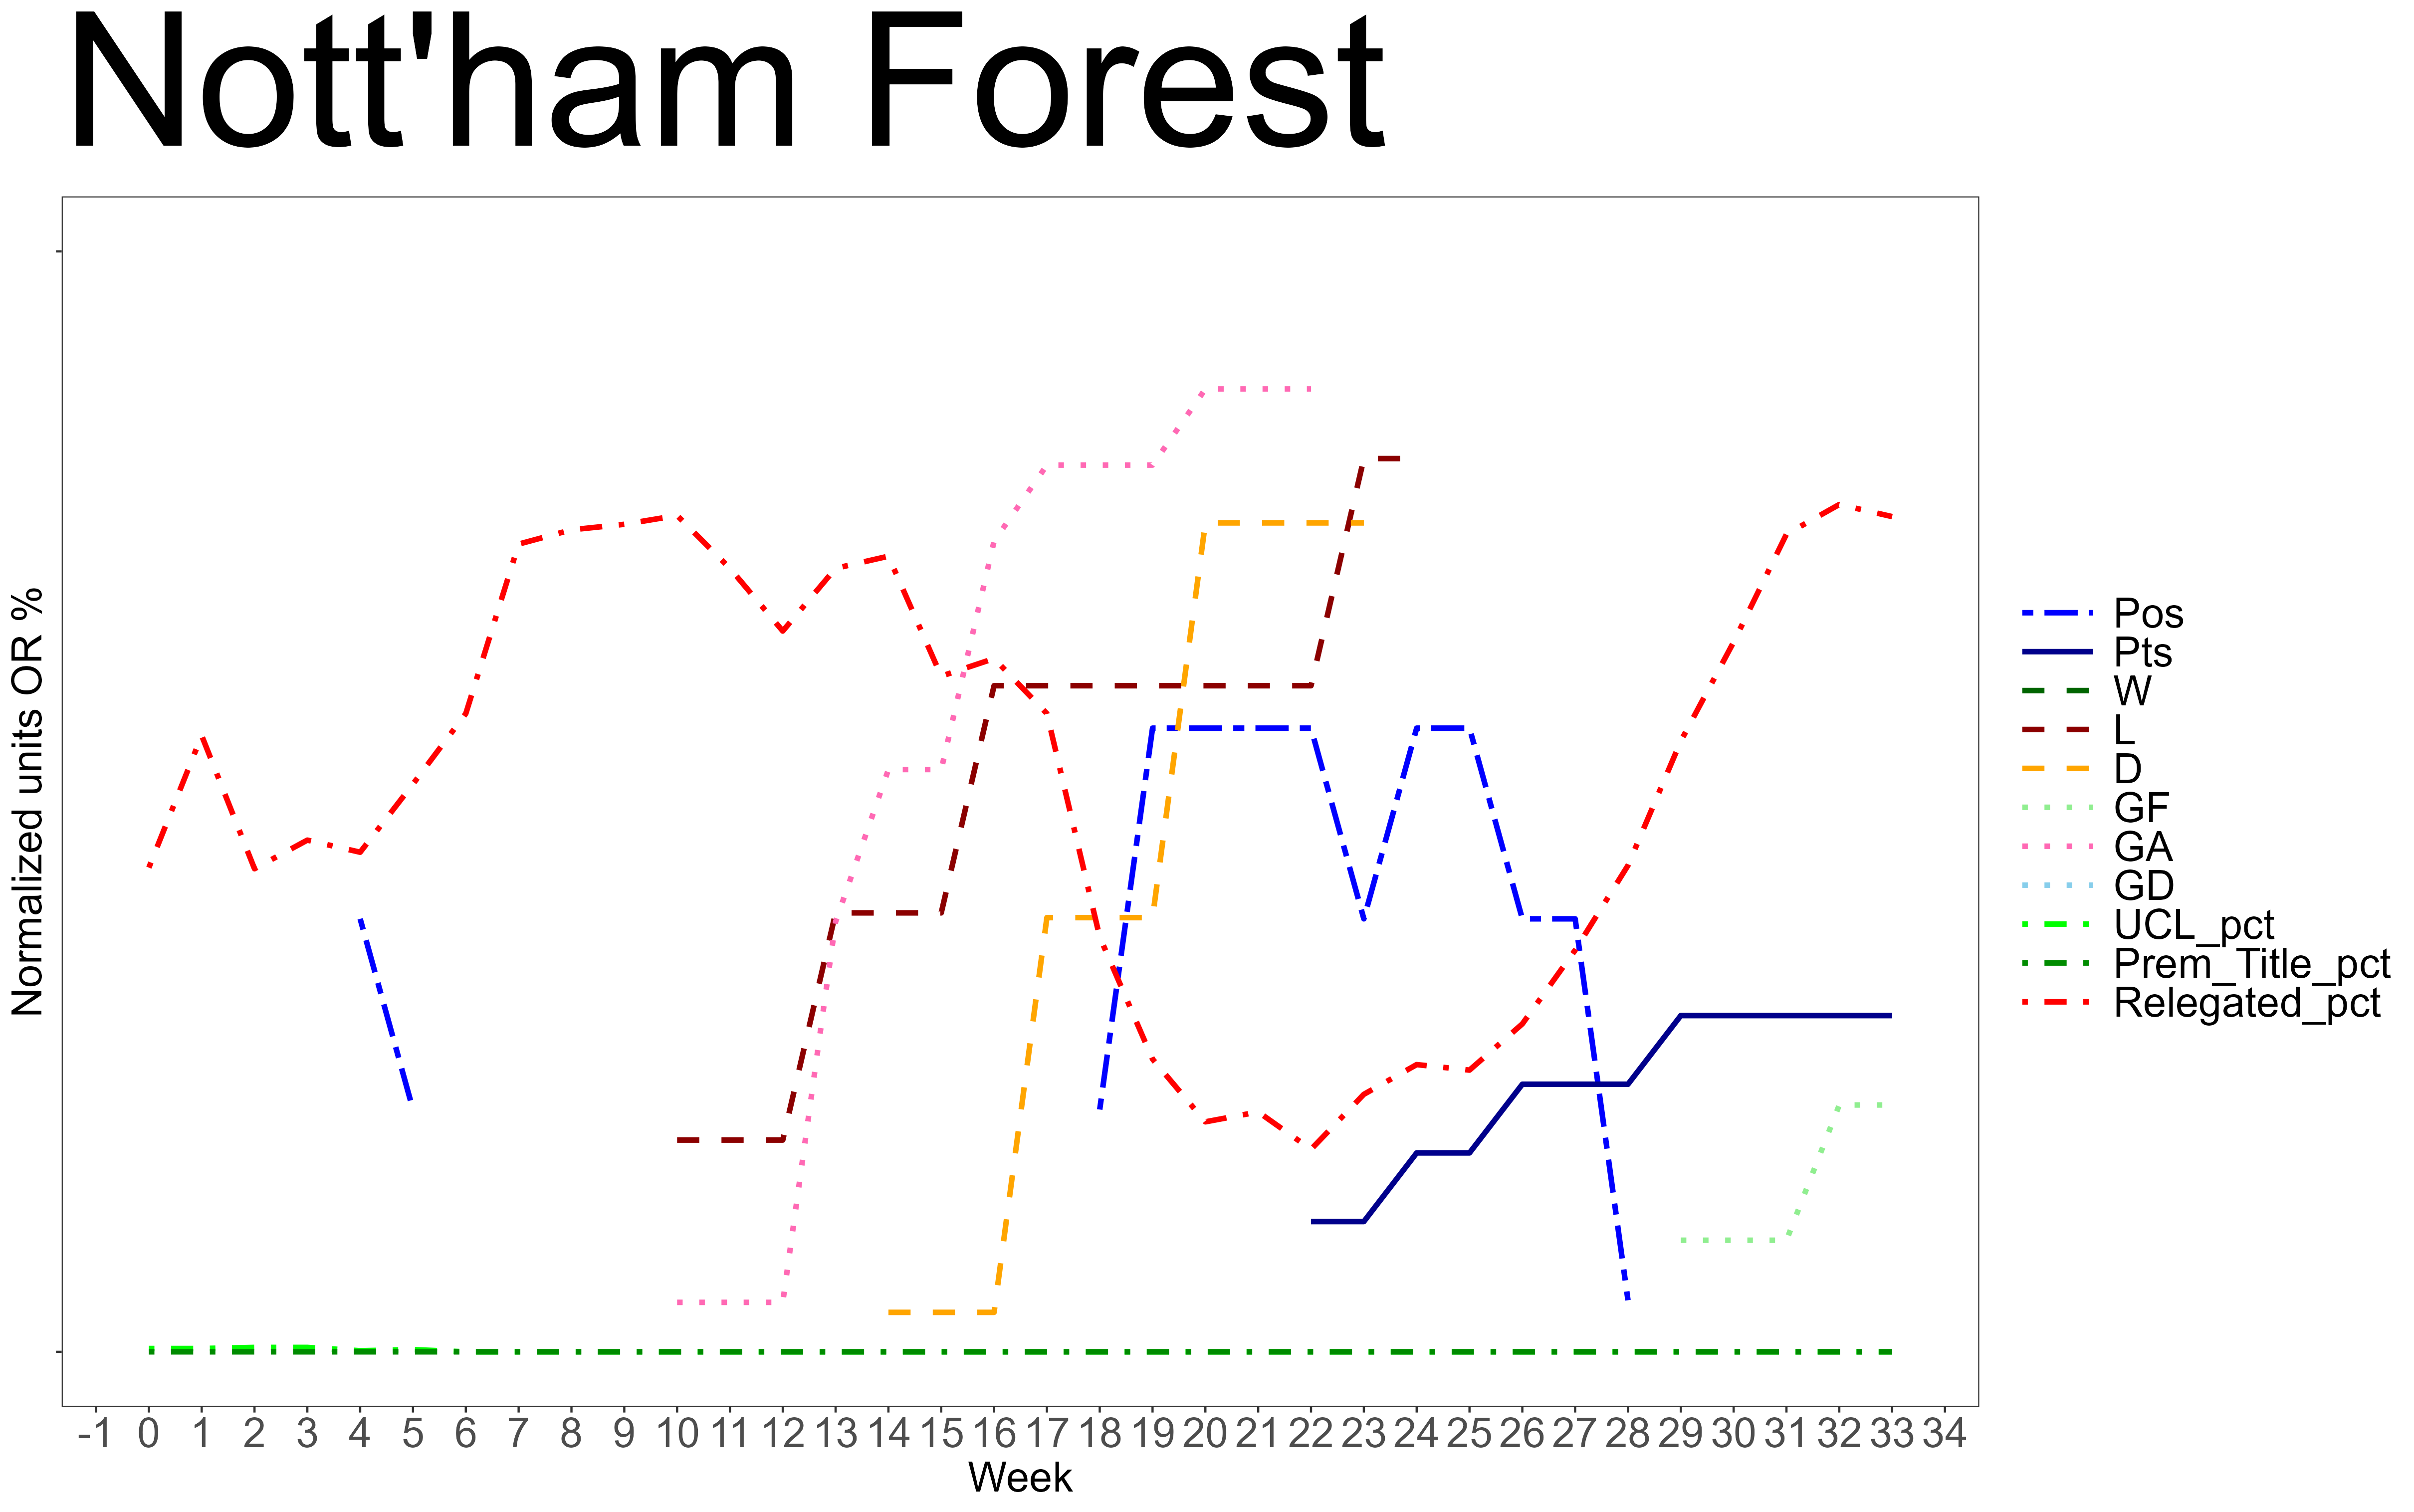 Nott'ham Forest
Normalized units OR %
Pos
Pts
W
L
D
GF
GA
GD
UCL_pct
Prem_Title_pct
Relegated_pct
-1 0 1 2 3 4 5 6 7 8 9 10 11 12 13 14 15 16 17 18 19 20 21 22 23 24 25 26 27 28 29 30 31 32 33 34
Week